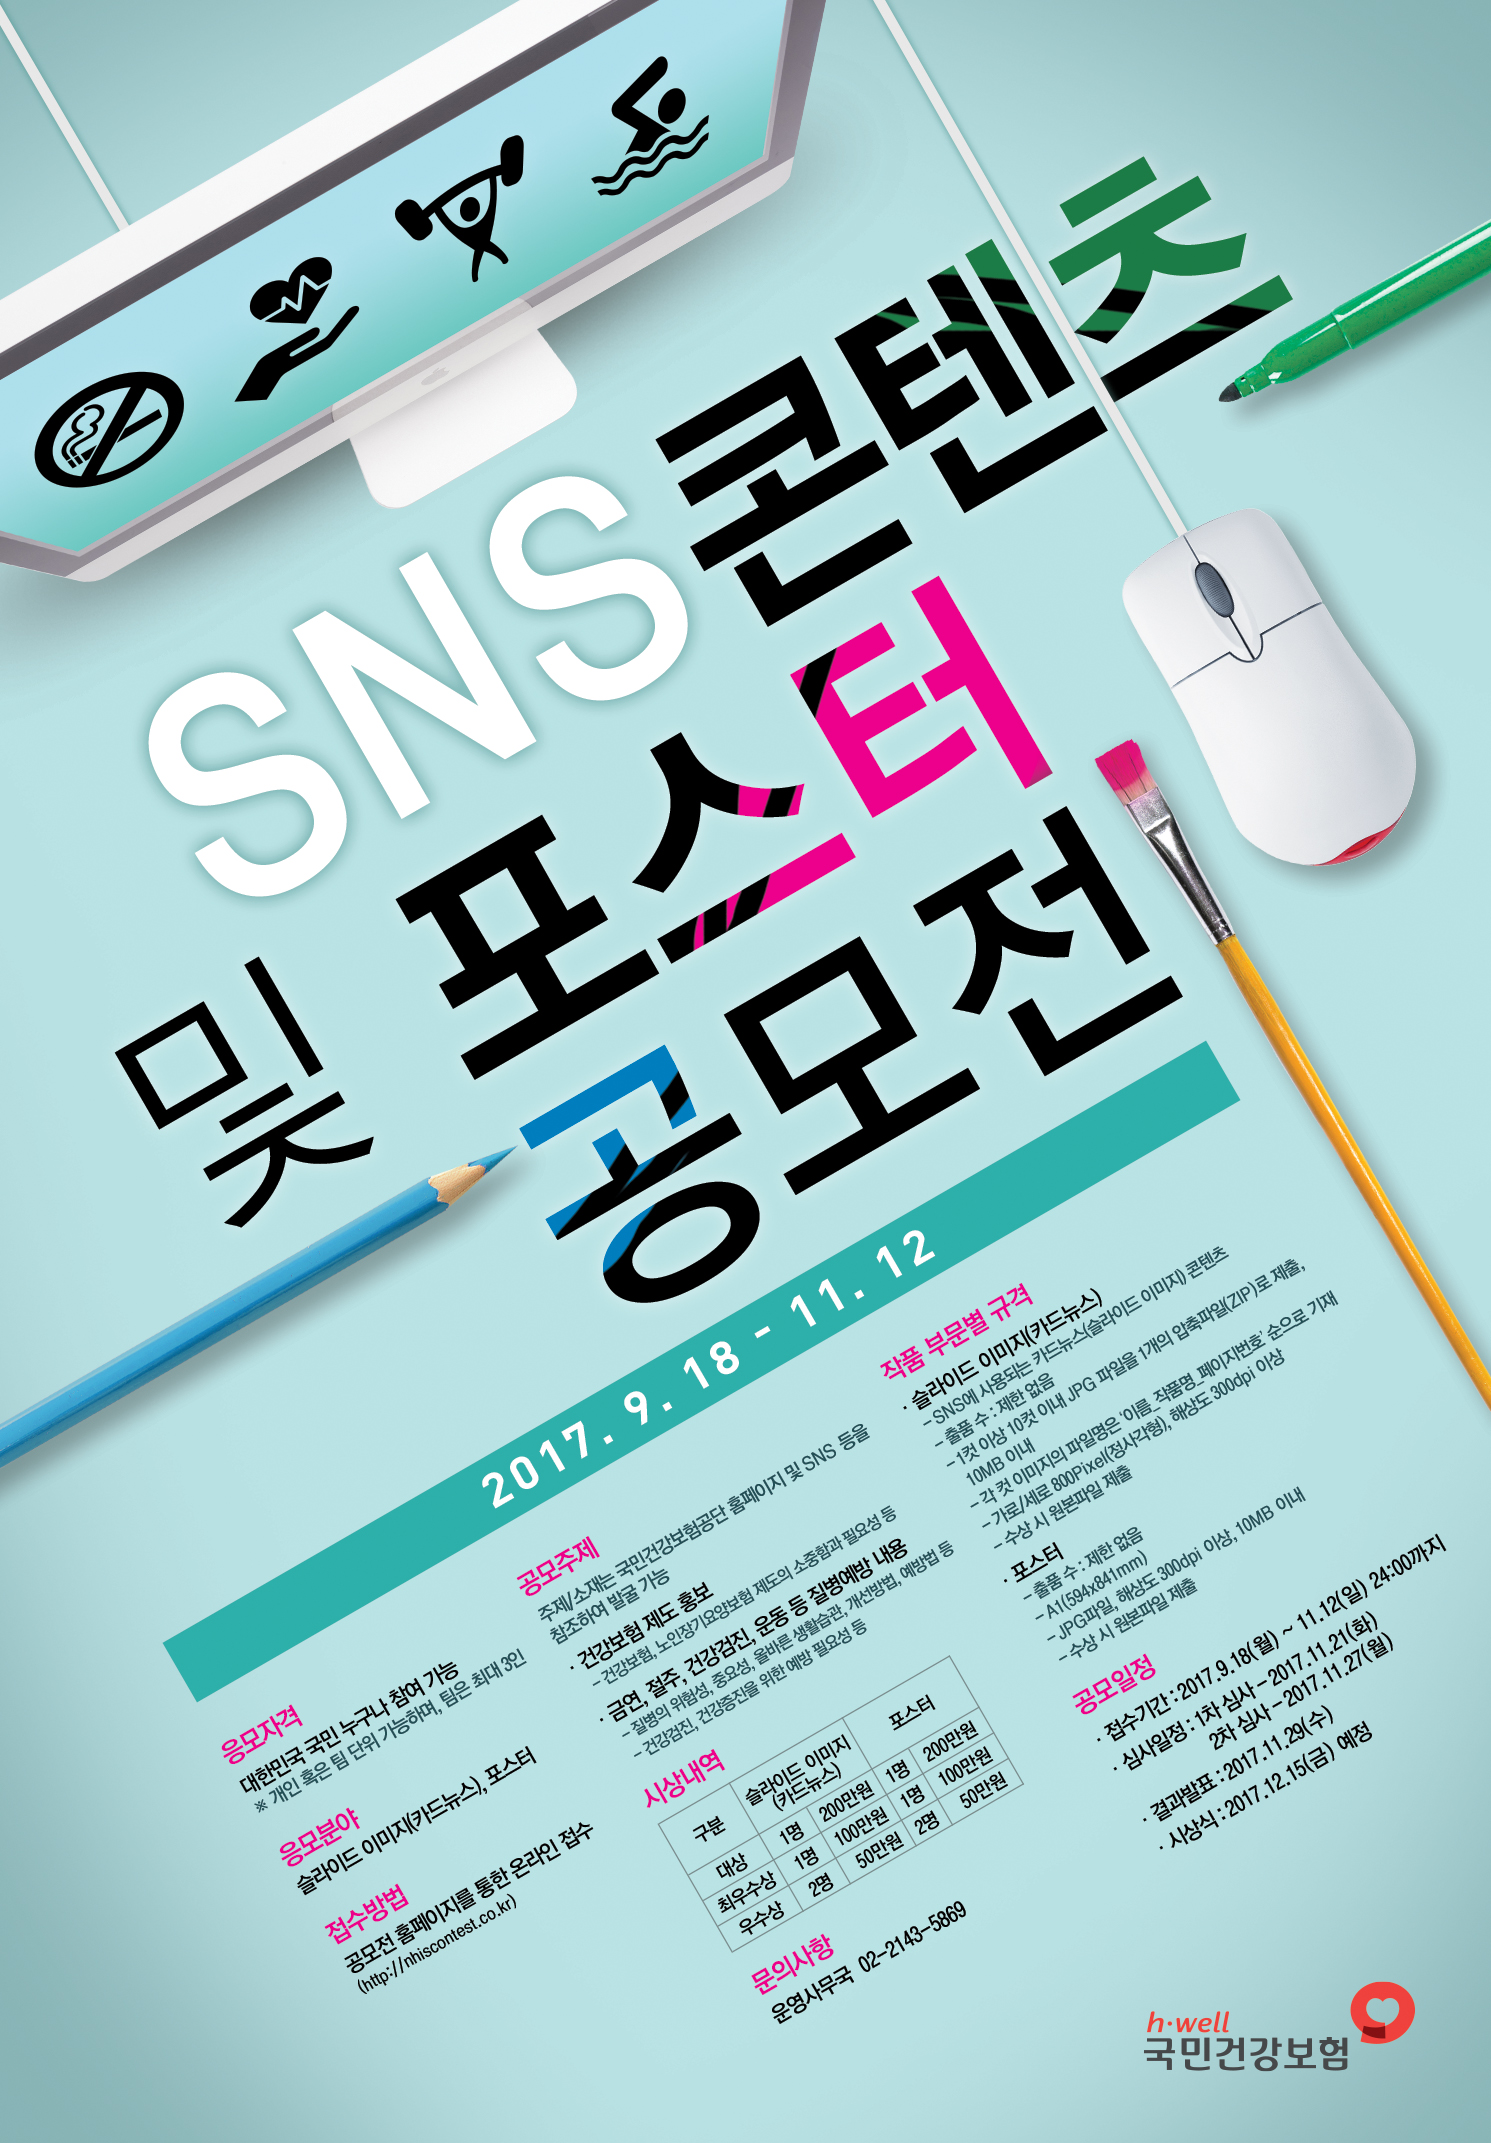 SNS 콘텐츠
및 포스터
공모전
2017. 9. 18 - 11. 12
응모자격
대한민국 국민 누구나 참여 가능
※ 개인 혹은 팀 단위 가능하며, 팀은 최대 3인
응모분야
슬라이드 이미지(카드뉴스), 포스터
접수방법
공모전 홈페이지를 통한 온라인 접수
(http://nhiscontest.co.kr)
공모주제
주제/소재는 국민건강보험공단 홈페이지 및 SNS 등을
참조하여 발굴 가능
· 건강보험 제도 홍보
- 건강보험, 노인장기요양보험 제도의 소중함과 필요성 등
· 금연, 절주, 건강검진, 운동 등 질병예방 내용
- 질병의 위험성, 중요성, 올바른 생활습관, 개선방법, 예방법 등
- 건강검진, 건강증진을 위한 예방 필요성 등
시상내역
구분 슬라이드 이미지 포스터
(카드뉴스)
대상 1명 200만원 1명 200만원
최우수상 1명 100만원 1명 100만원
우수상 2명 50만원 2명 50만원
문의사항
운영사무국 02-2143-5869
작품 부문별 규격
· 슬라이드 이미지(카드뉴스)
- SNS에 사용되는 카드뉴스(슬라이드 이미지) 콘텐츠
- 출품 수 : 제한 없음
- 1컷 이상 10컷 이내 JPG 파일을 1개의 압축파일(ZIP)로 제출,
10MB 이내
- 각 컷 이미지의 파일명은 '이름_작품명_페이지번호' 순으로 기재
- 가로/세로 800Pixel(정사각형), 해상도 300dpi 이상
- 수상 시 원본파일 제출
· 포스터
- 출품 수 : 제한 없음
- A1(594x841mm)
- JPG파일, 해상도 300dpi 이상, 10MB 이내
- 수상 시 원본파일 제출
공모일정
· 접수기간 : 2017.9.18(월) ~ 11.12(일) 24:00까지
· 심사일정 : 1차 심사 - 2017.11.21(화)
2차 심사 - 2017.11.27(월)
· 결과발표 : 2017.11.29(수)
· 시상식 : 2017.12.15(금) 예정
h·well
국민건강보험